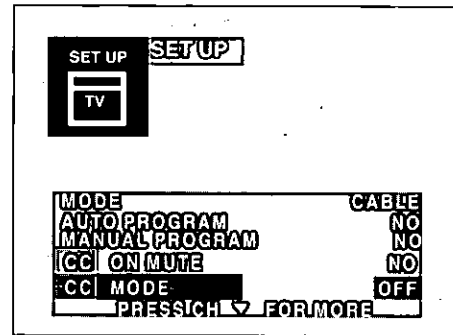 SET UP
SET UP
TV
MODE CABLE
AUTO PROGRAM NO
MANUAL PROGRAM NO
CC ON MUTE NO
CC MODE OFF
PRESS CH ▽ FOR MORE